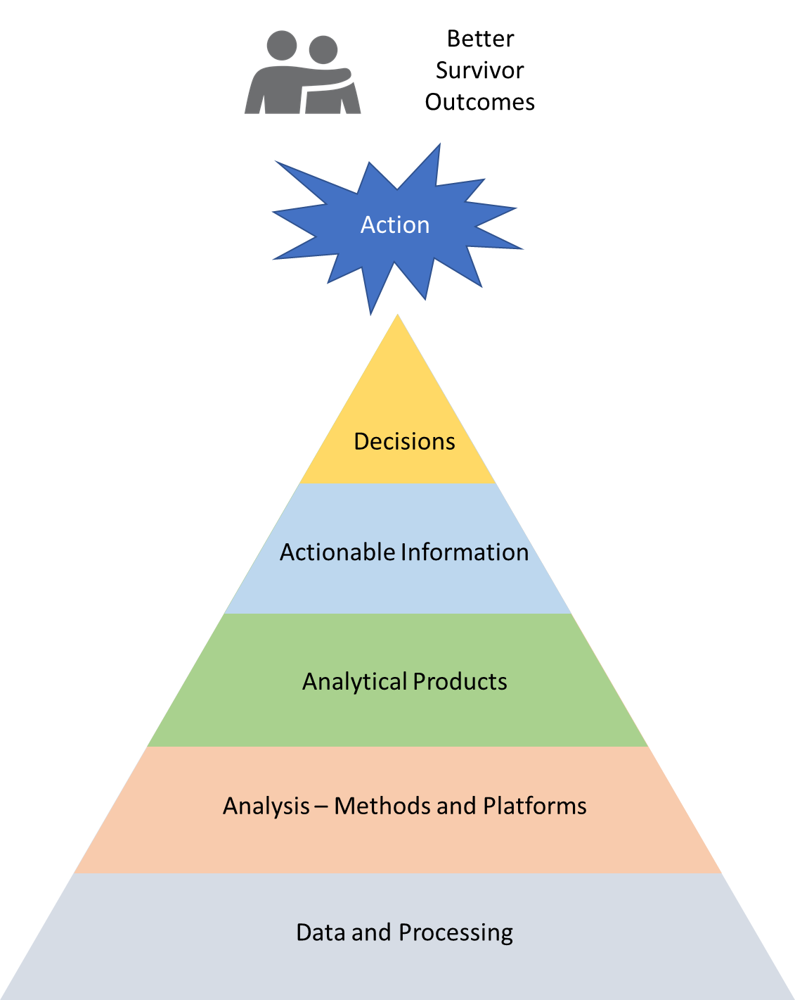 Better
Survivor
Outcomes
Action
Decisions
Actionable Information
Analytical Products
Analysis – Methods and Platforms
Data and Processing